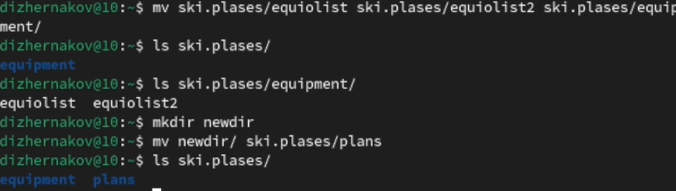 dizhernakov@10:~$ mv ski.plases/equiolist ski.plases/equiolist2 ski.plases/equip
ment/
dizhernakov@10:~$ ls ski.plases/
equipment
dizhernakov@10:~$ ls ski.plases/equipment/
equiolist  equiolist2
dizhernakov@10:~$ mkdir newdir
dizhernakov@10:~$ mv newdir/ ski.plases/plans
dizhernakov@10:~$ ls ski.plases/
equipment  plans